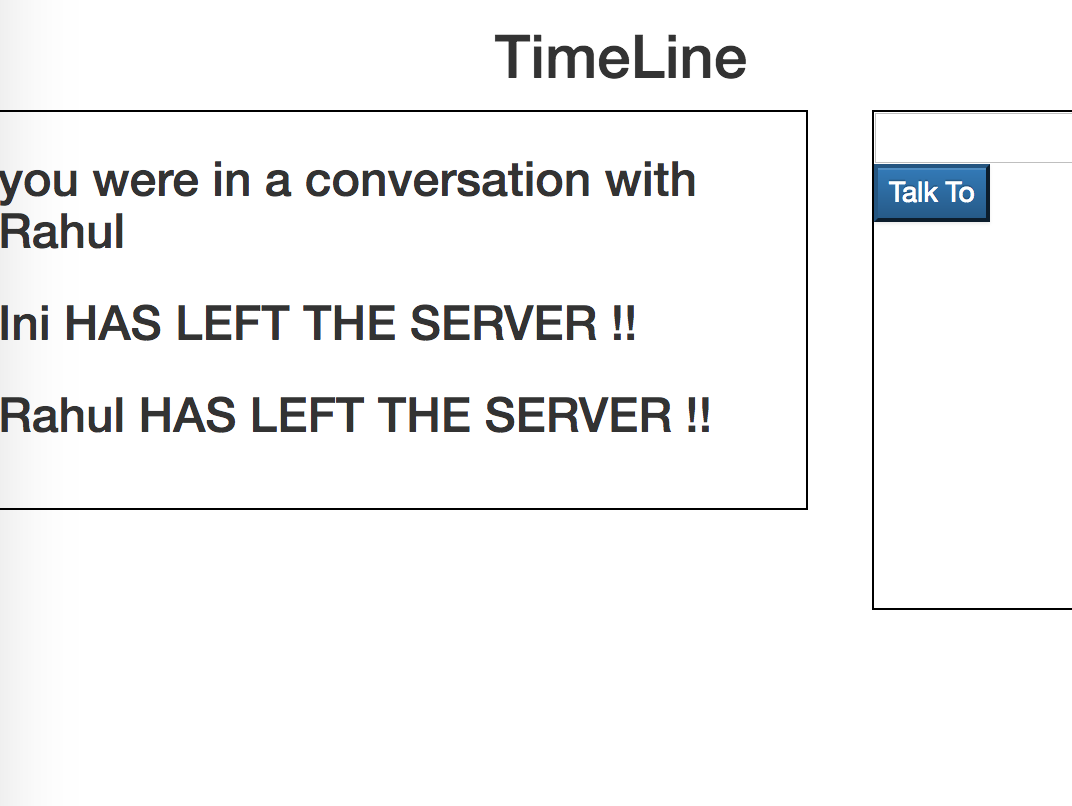 TimeLine
you were in a conversation with
Rahul
Ini HAS LEFT THE SERVER !!
Rahul HAS LEFT THE SERVER !!
Talk To